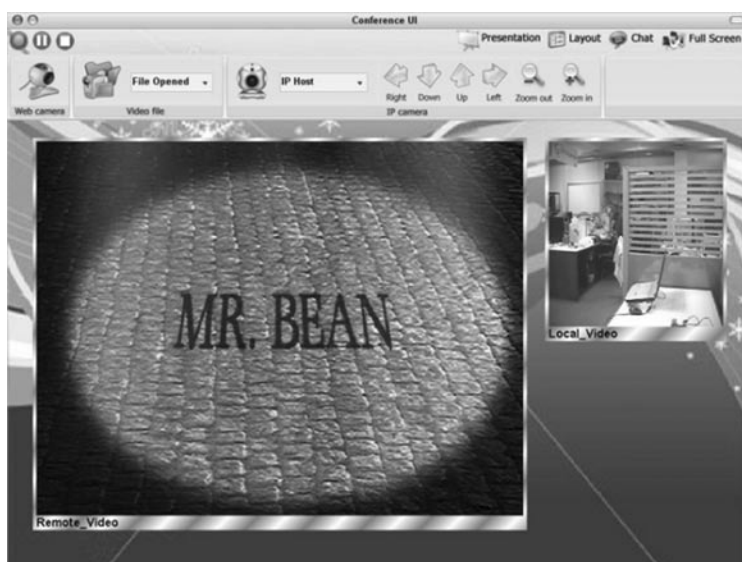 Conference UI
Presentation Layout Chat Full Screen
File Opened IP Host
Right Down Up Left Zoom out Zoom in
Web camera Video file IP camera
MR. BEAN
Local_Video
Remote_Video